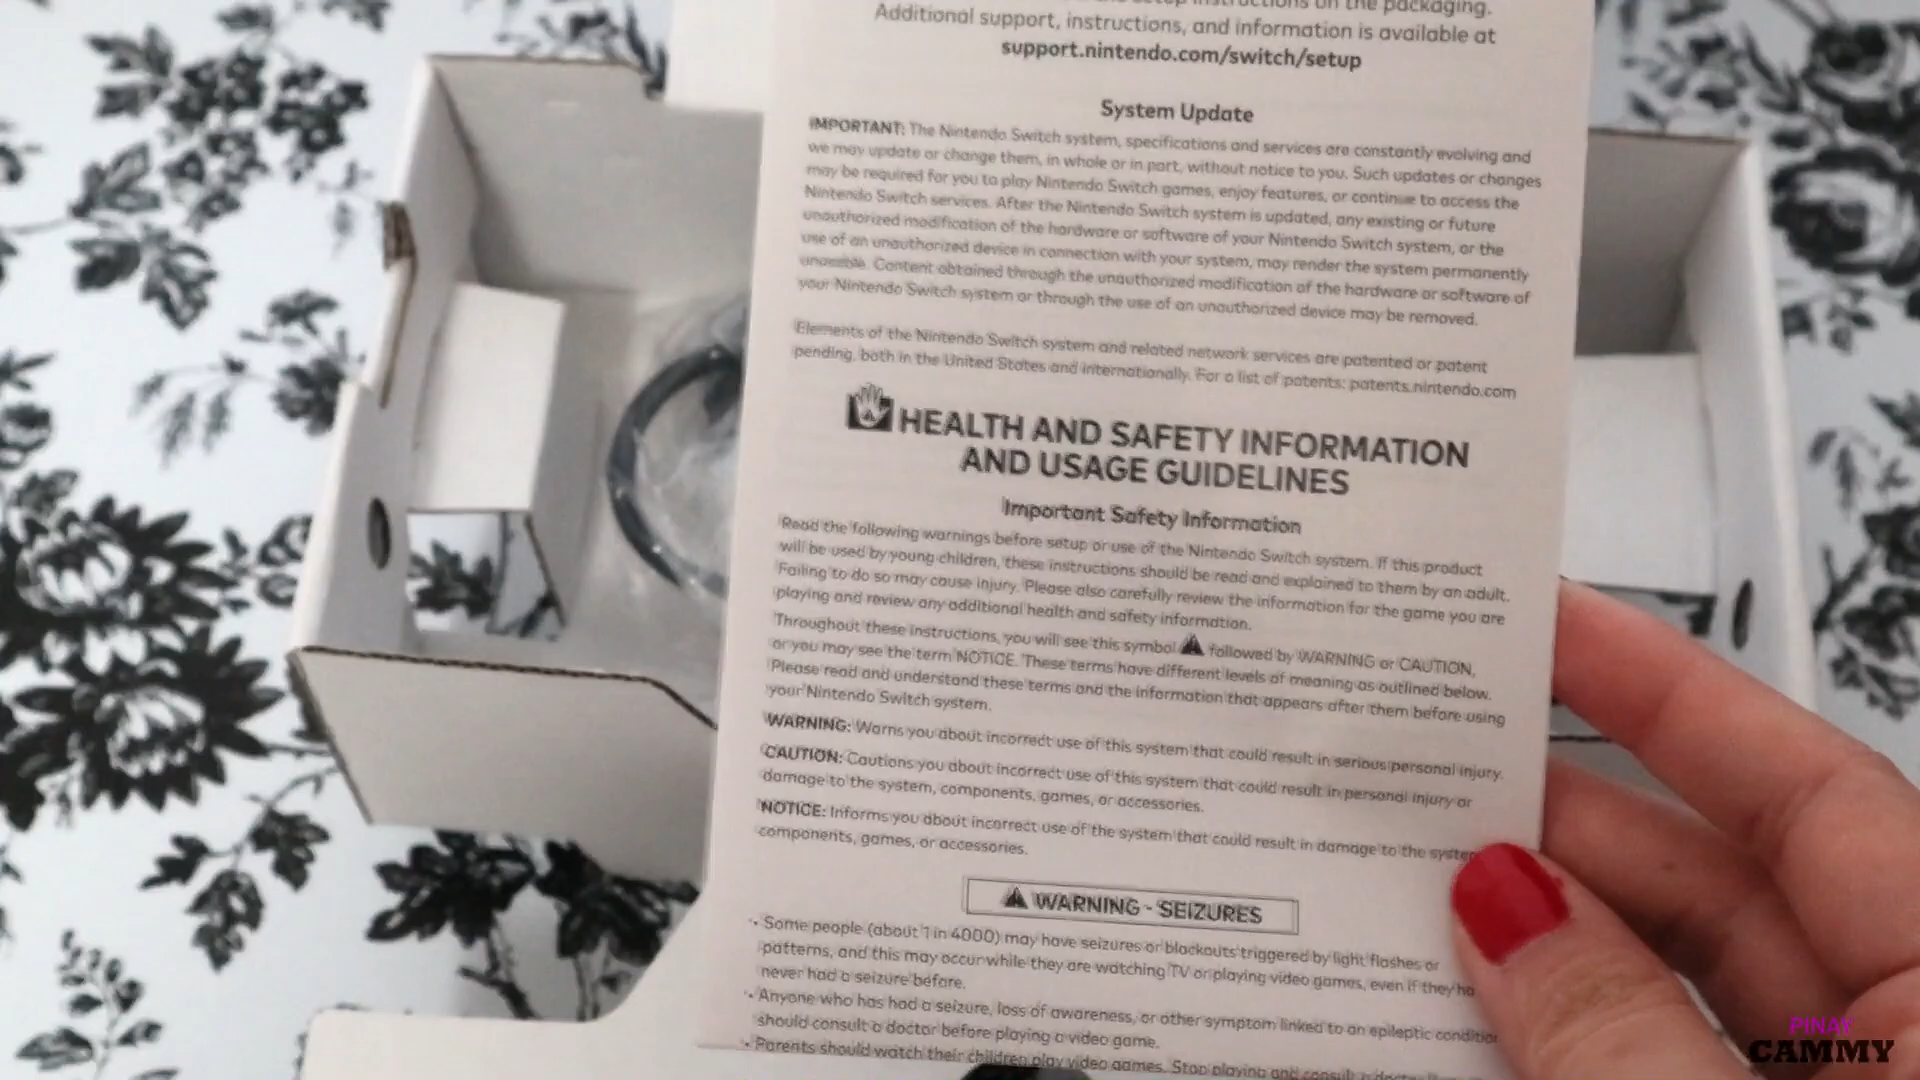 instructions on the packaging.
Additional support, instructions, and information is available at
support.nintendo.com/switch/setup
System Update
IMPORTANT: The Nintendo Switch system, specifications and services are constantly evolving and
we may update or change them, in whole or in part, without notice to you. Such updates or changes
may be required for you to play Nintendo Switch games, enjoy features, or continue to access the
Nintendo Switch services. After the Nintendo Switch system is updated, any existing or future
unauthorized modification of the hardware or software of your Nintendo Switch system, or the
use of an unauthorized device in connection with your system, may render the system permanently
unusable. Content obtained through the unauthorized modification of the hardware or software of
your Nintendo Switch system or through the use of an unauthorized device may be removed.
Elements of the Nintendo Switch system and related network services are patented or patent
pending, both in the United States and internationally. For a list of patents: patents.nintendo.com
HEALTH AND SAFETY INFORMATION
AND USAGE GUIDELINES
Important Safety Information
Read the following warnings before setup or use of the Nintendo Switch system. If this product
will be used by young children, these instructions should be read and explained to them by an adult.
Failing to do so may cause injury. Please also carefully review the information for the game you are
playing and review any additional health and safety information.
Throughout these instructions, you will see this symbol ⚠ followed by WARNING or CAUTION,
or you may see the term NOTICE. These terms have different levels of meaning as outlined below.
Please read and understand these terms and the information that appears after them before using
your Nintendo Switch system.
WARNING: Warns you about incorrect use of this system that could result in serious personal injury.
CAUTION: Cautions you about incorrect use of this system that could result in personal injury or
damage to the system, components, games, or accessories.
NOTICE: Informs you about incorrect use of the system that could result in damage to the system
components, games, or accessories.
⚠ WARNING - SEIZURES
• Some people (about 1 in 4000) may have seizures or blackouts triggered by light flashes or
patterns, and this may occur while they are watching TV or playing video games, even if they ha
never had a seizure before.
• Anyone who has had a seizure, loss of awareness, or other symptom linked to an epileptic condition
should consult a doctor before playing a video game.
• Parents should watch their children play video games. Stop playing and consult a
PINAY
CAMMY